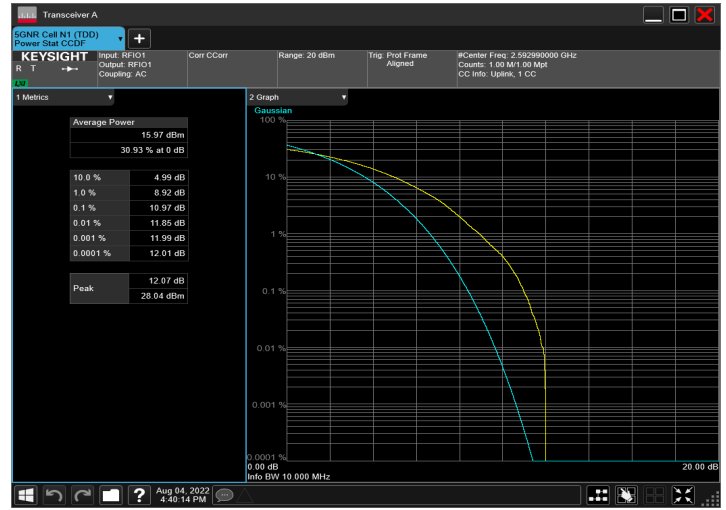 Transceiver A
5GNR Cell N1 (TDD)
Power Stat CCDF
KEYSIGHT
R T
LXI
Input: RFIO1
Output: RFIO1
Coupling: AC
Corr CCorr
Range: 20 dBm
Trig: Prot Frame
Aligned
#Center Freq: 2.592990000 GHz
Counts: 1.00 M/1.00 Mpt
CC Info: Uplink, 1 CC
1 Metrics
Average Power
15.97 dBm
30.93 % at 0 dB
10.0 % 4.99 dB
1.0 % 8.92 dB
0.1 % 10.97 dB
0.01 % 11.85 dB
0.001 % 11.99 dB
0.0001 % 12.01 dB
Peak
12.07 dB
28.04 dBm
2 Graph
Gaussian
100 %
10 %
1 %
0.1 %
0.01 %
0.001 %
0.0001 %
0.00 dB 20.00 dB
Info BW 10.000 MHz
?
Aug 04, 2022
4:40:14 PM